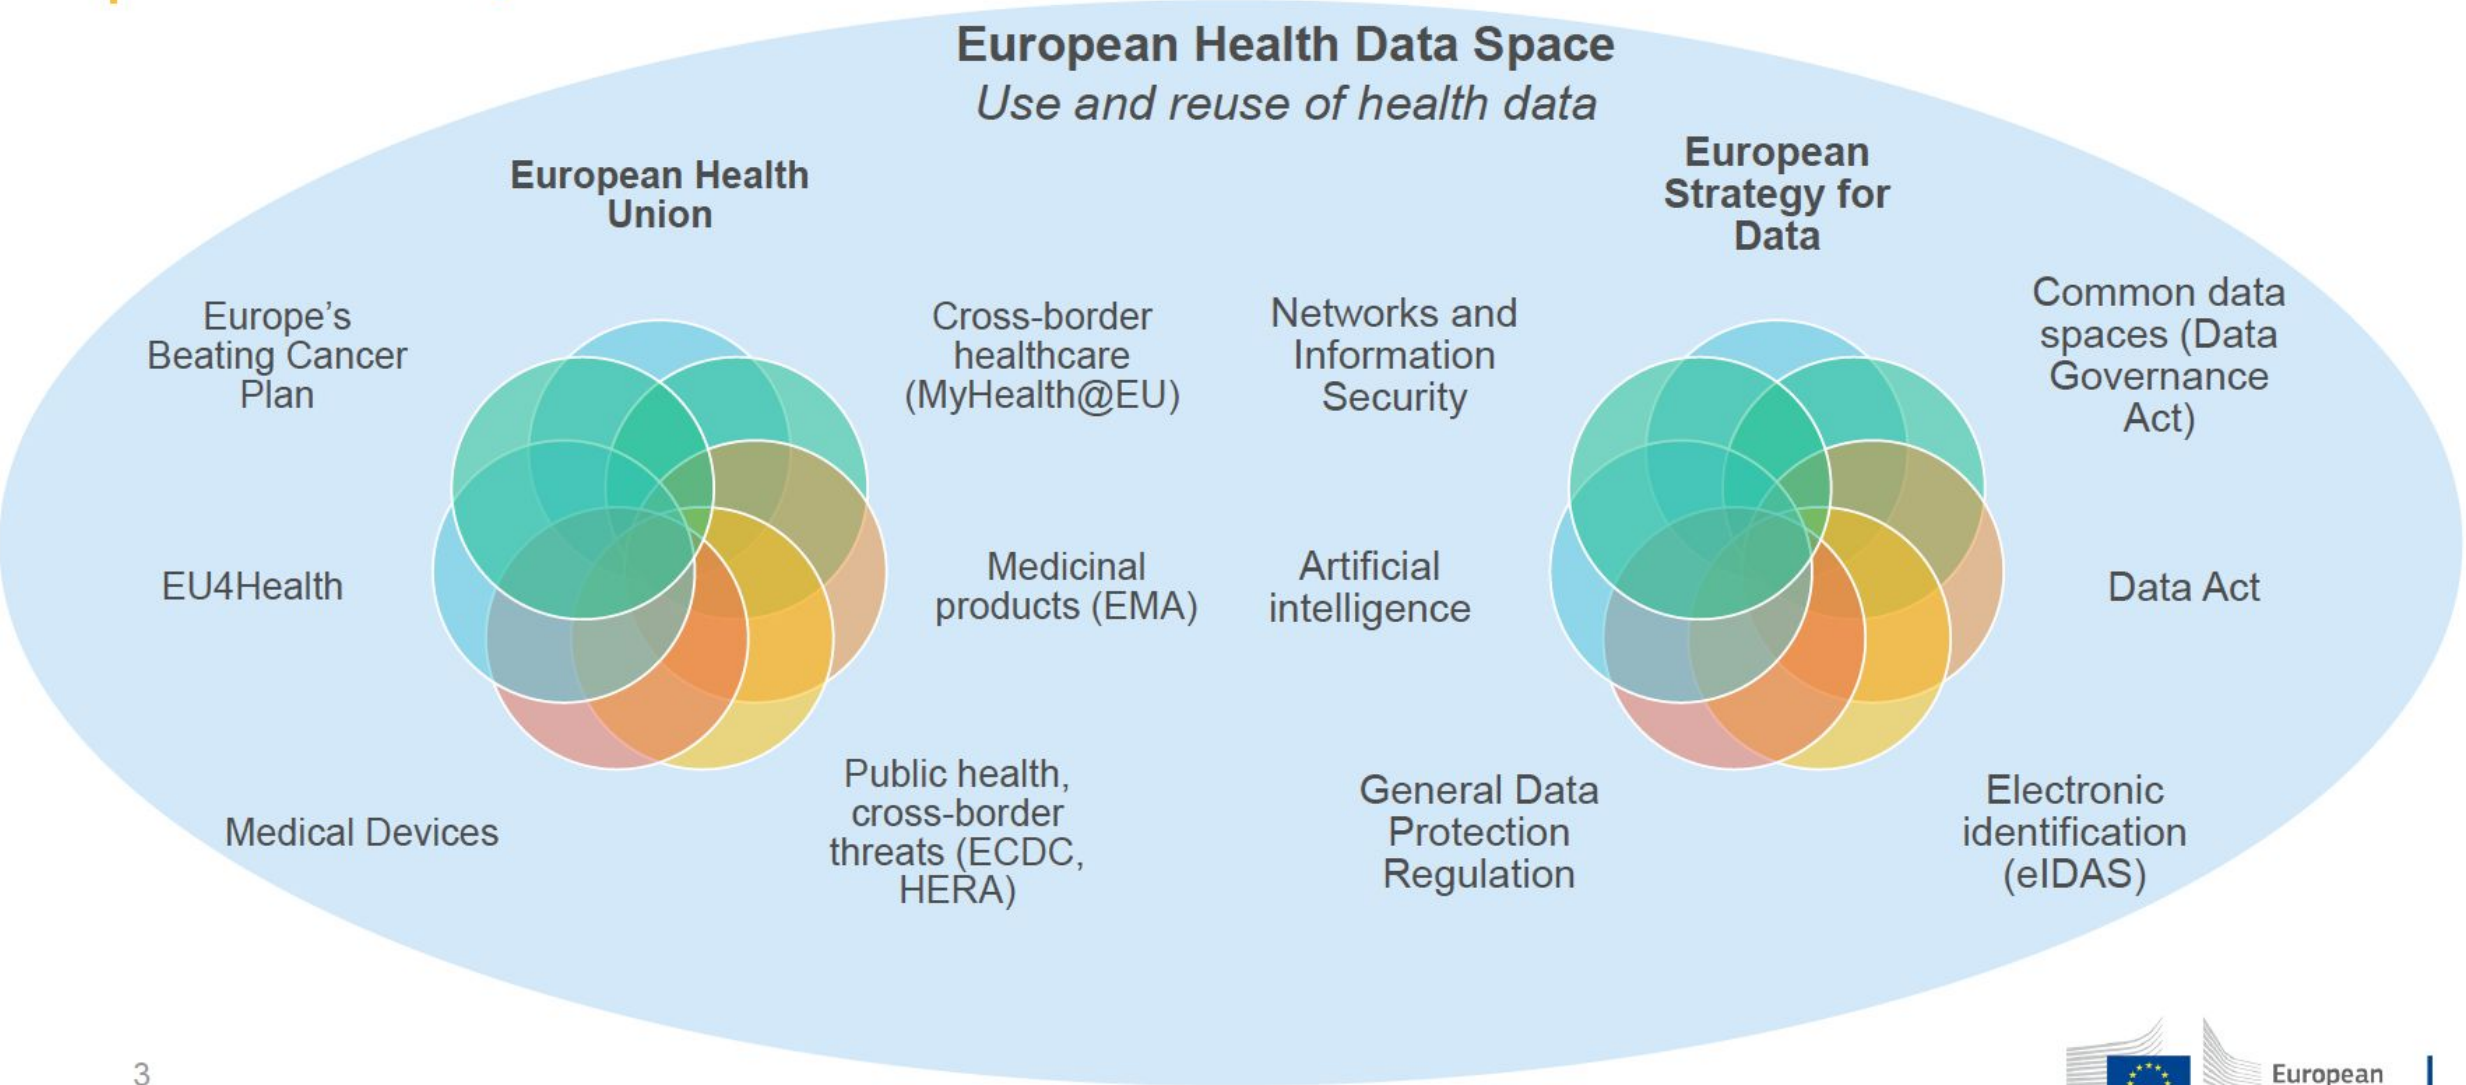 European Health Data Space
Use and reuse of health data
European Health
Union
Europe's
Beating Cancer
Plan
Cross-border
healthcare
(MyHealth@EU)
EU4Health
Medicinal
products (EMA)
Medical Devices
Public health,
cross-border
threats (ECDC,
HERA)
European
Strategy for
Data
Networks and
Information
Security
Common data
spaces (Data
Governance
Act)
Artificial
intelligence
Data Act
General Data
Protection
Regulation
Electronic
identification
(eIDAS)
3
European